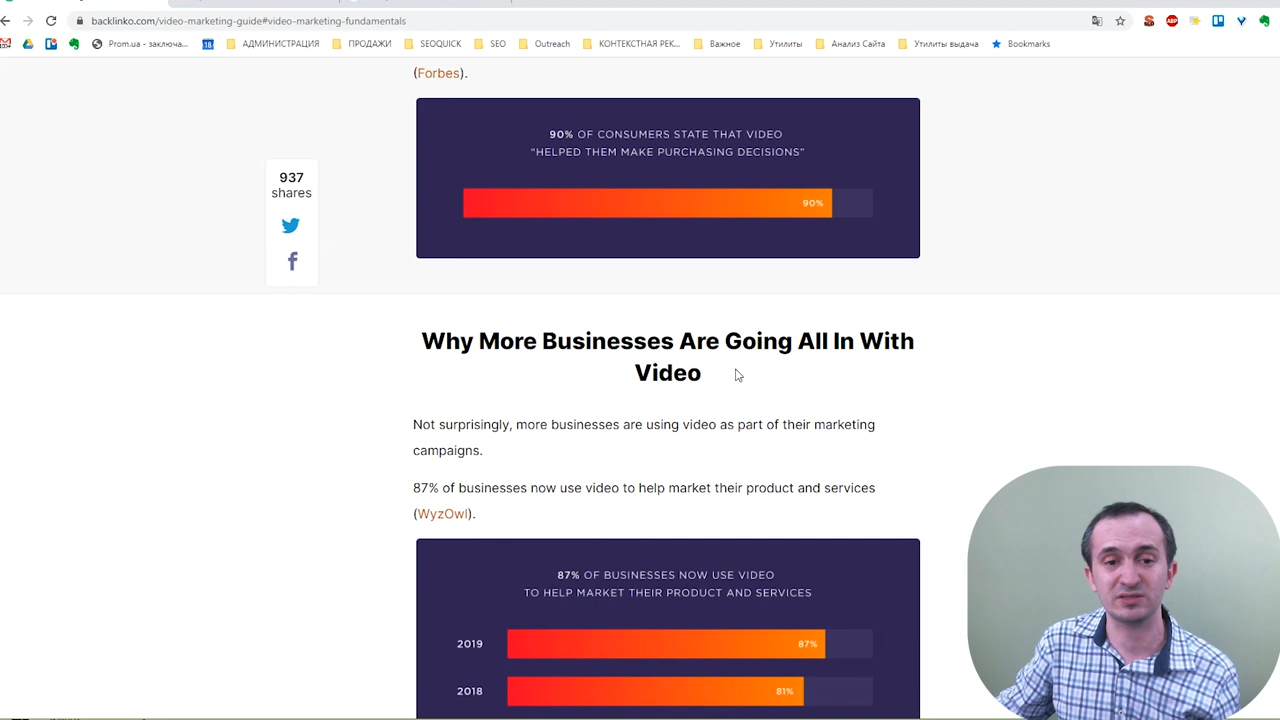 backlinko.com/video-marketing-guide#video-marketing-fundamentals
Prom.ua - заключа...
18
АДМИНИСТРАЦИЯ
ПРОДАЖИ
SEOQUICK
SEO
Outreach
КОНТЕКСТНАЯ РЕК...
Важное
Утилиты
Анализ Сайта
Утилиты выдача
Bookmarks
(Forbes).
90% OF CONSUMERS STATE THAT VIDEO
"HELPED THEM MAKE PURCHASING DECISIONS"
90%
937
shares
Why More Businesses Are Going All In With
Video
Not surprisingly, more businesses are using video as part of their marketing
campaigns.
87% of businesses now use video to help market their product and services
(WyzOwl).
87% OF BUSINESSES NOW USE VIDEO
TO HELP MARKET THEIR PRODUCT AND SERVICES
2019 87%
2018 81%